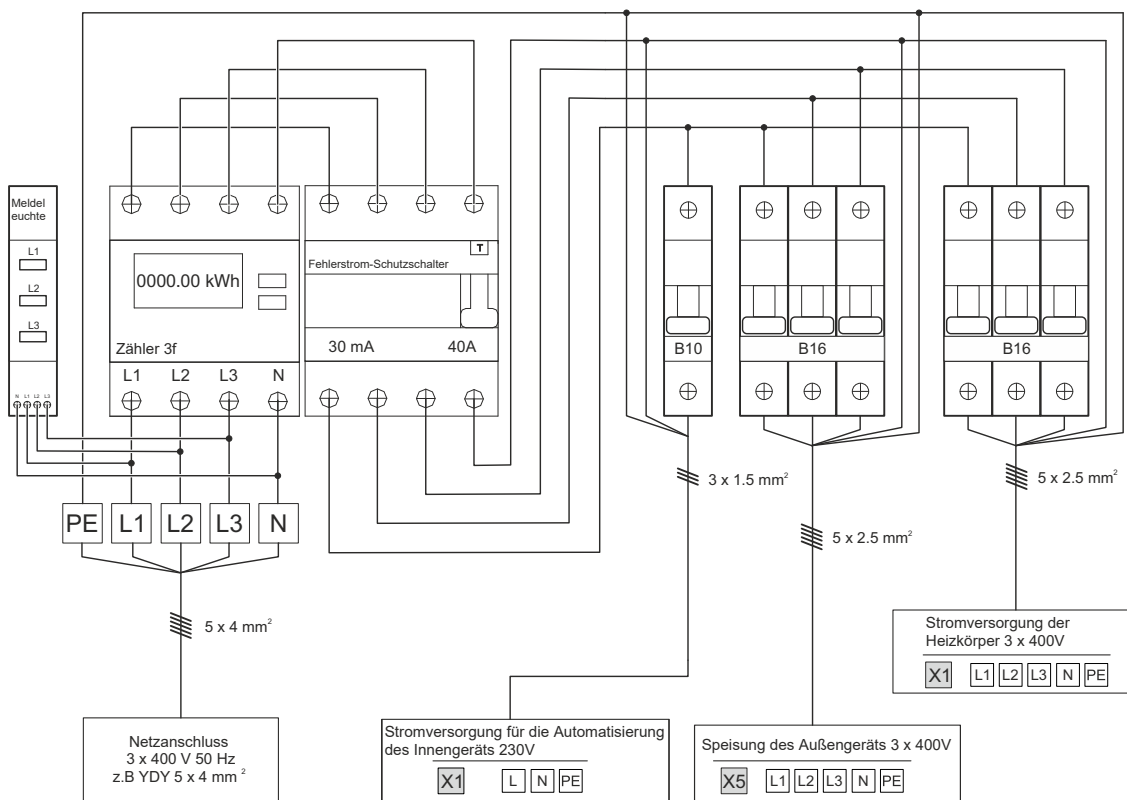 Meldel
euchte
L1
L2
L3
N L1 L2 L3
0000.00 kWh
Zähler 3f
L1 L2 L3 N
T
Fehlerstrom-Schutzschalter
30 mA 40A
B10
B16
B16
PE L1 L2 L3 N
5 x 4 mm²
3 x 1.5 mm²
5 x 2.5 mm²
5 x 2.5 mm²
Netzanschluss
3 x 400 V 50 Hz
z.B YDY 5 x 4 mm ²
Stromversorgung für die Automatisierung
des Innengeräts 230V
X1 L N PE
Speisung des Außengeräts 3 x 400V
X5 L1 L2 L3 N PE
Stromversorgung der
Heizkörper 3 x 400V
X1 L1 L2 L3 N PE